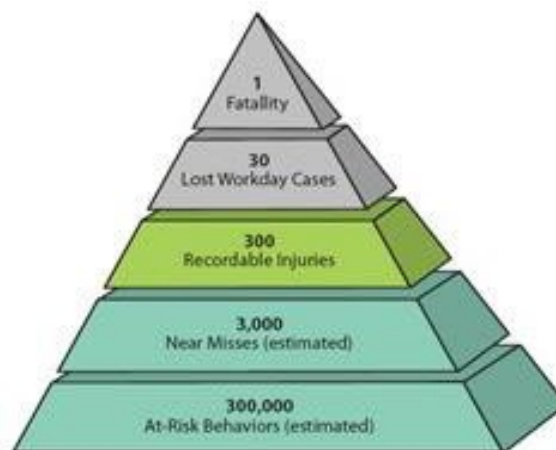 1
Fatallity
30
Lost Workday Cases
300
Recordable Injuries
3,000
Near Misses (estimated)
300,000
At-Risk Behaviors (estimated)